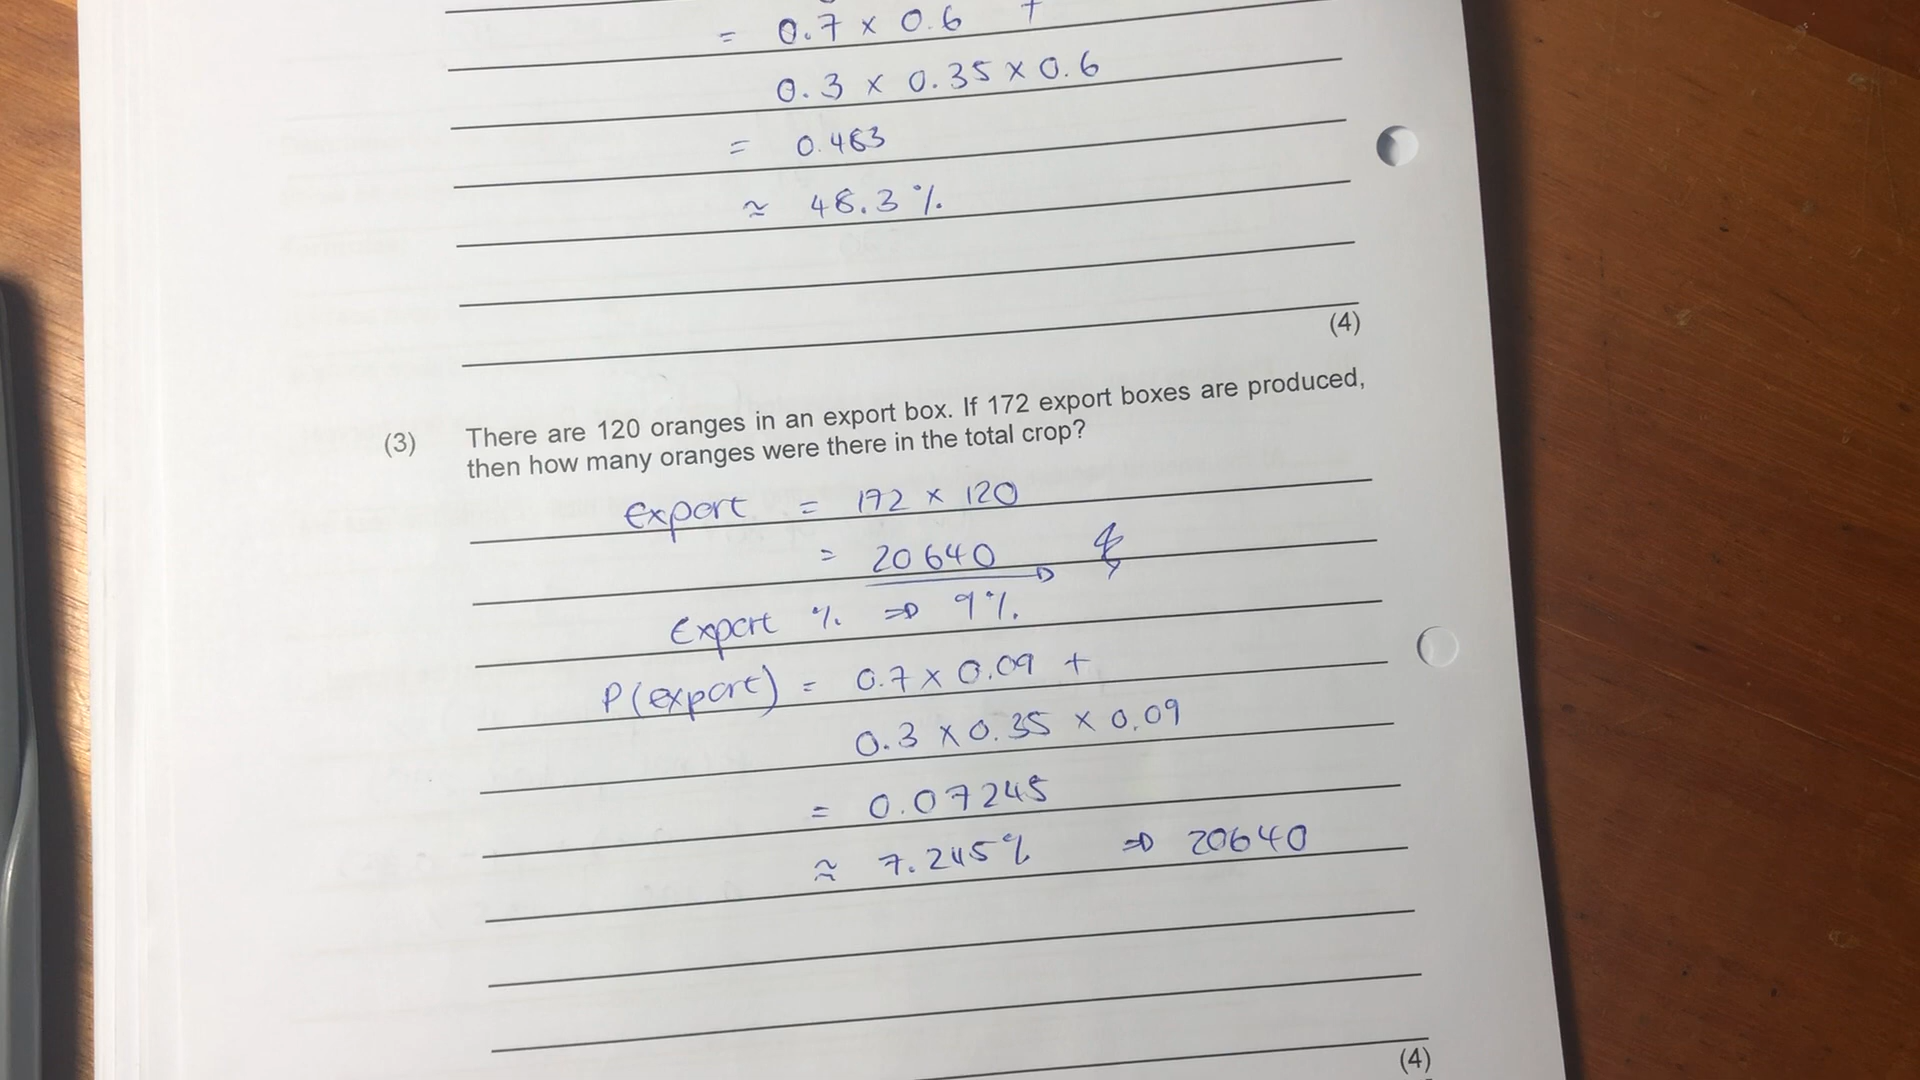 = 0.7 x 0.6 +
0.3 x 0.35 x 0.6
= 0.483
≈ 48.3 %
(4)
(3) There are 120 oranges in an export box. If 172 export boxes are produced,
then how many oranges were there in the total crop?
export = 172 x 120
= 20 640
Export % ⇒ 9%
P(export) = 0.7 x 0.09 +
0.3 x 0.35 x 0.09
= 0.07245
≈ 7.245% ⇒ 20640
(4)